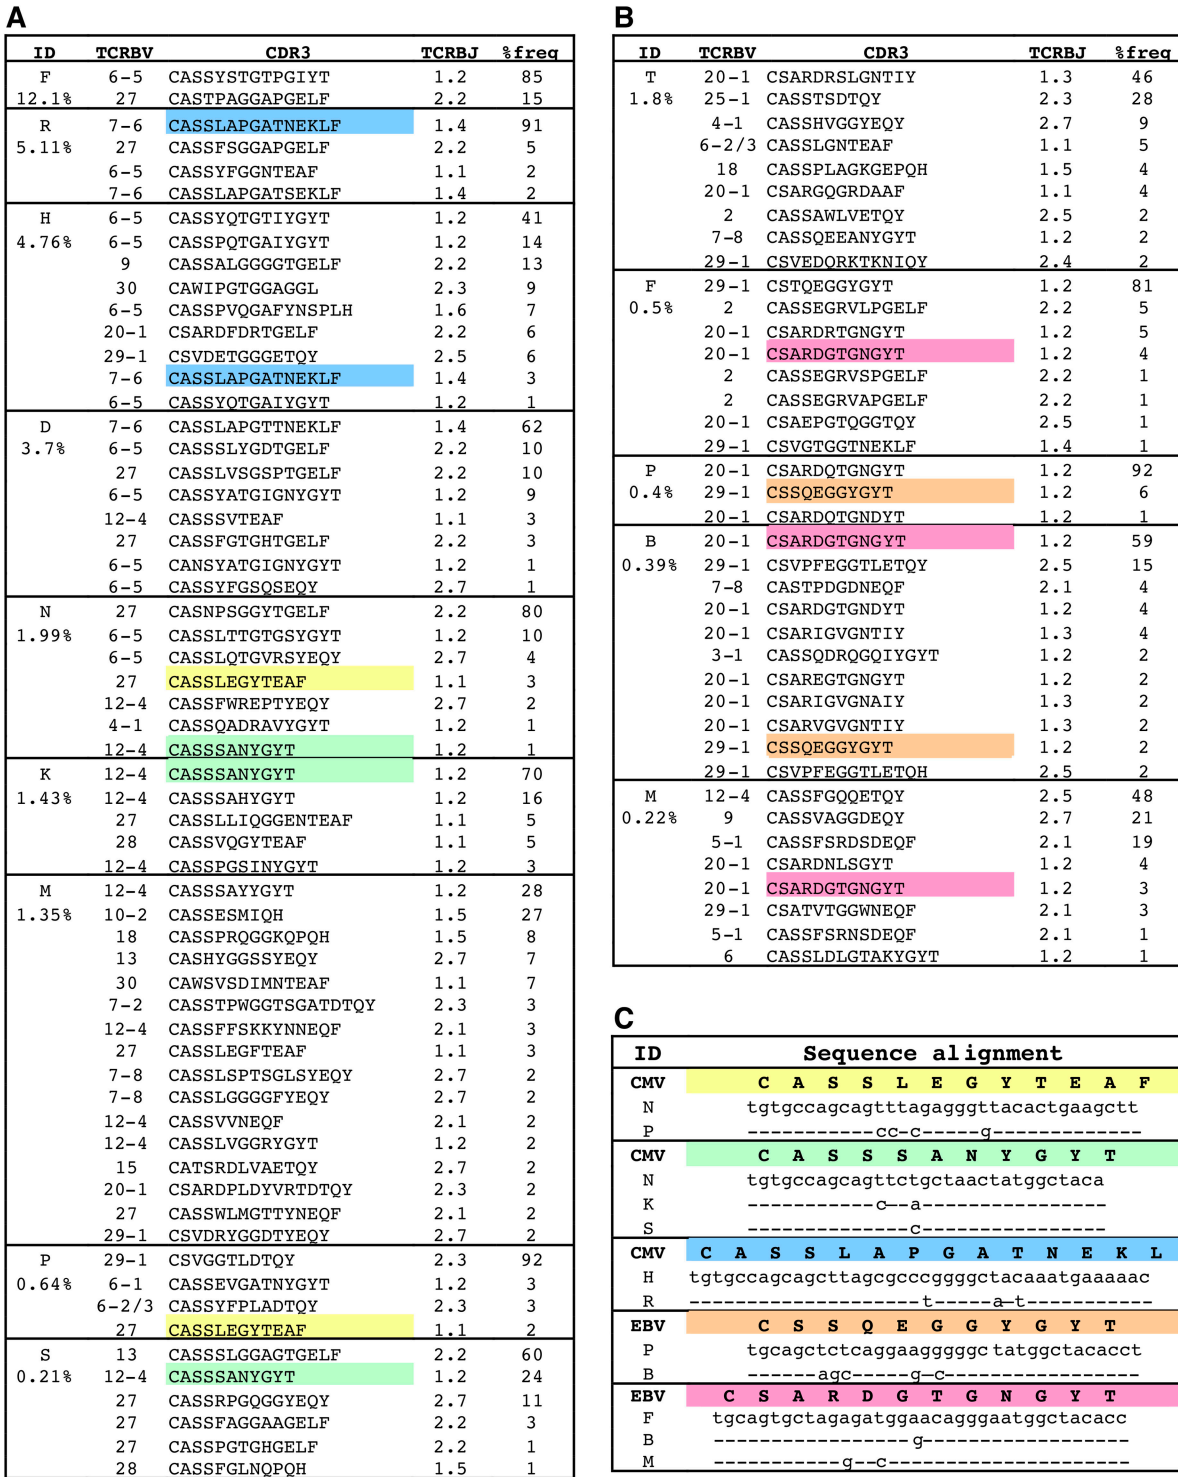 A
ID TCRBV CDR3 TCRBJ %freq
F 6-5 CASSYSTGTPGIYT 1.2 85
12.1% 27 CASTPAGGAPGELF 2.2 15
R 7-6 CASSLAPGATNEKLF 1.4 91
5.11% 27 CASSFSGGAPGELF 2.2 5
6-5 CASSYFGGNTEAF 1.1 2
7-6 CASSLAPGATSEKLF 1.4 2
H 6-5 CASSYQTGTIYGYT 1.2 41
4.76% 6-5 CASSPQTGAIYGYT 1.2 14
9 CASSALGGGGTGELF 2.2 13
30 CAWIPGTGGAGGL 2.3 9
6-5 CASSPVQGAFYNSPLH 1.6 7
20-1 CSARDFDRTGELF 2.2 6
29-1 CSVDETGGGETQY 2.5 6
7-6 CASSLAPGATNEKLF 1.4 3
6-5 CASSYQTGAIYGYT 1.2 1
D 7-6 CASSLAPGTTNEKLF 1.4 62
3.7% 6-5 CASSSLYGDTGELF 2.2 10
27 CASSLVSGSPTGELF 2.2 10
6-5 CASSYATGIGNYGYT 1.2 9
12-4 CASSSVTEAF 1.1 3
27 CASSFGTGHTGELF 2.2 3
6-5 CANSYATGIGNYGYT 1.2 1
6-5 CASSYFGSQSEQY 2.7 1
N 27 CASNPSGGYTGELF 2.2 80
1.99% 6-5 CASSLTTGTGSYGYT 1.2 10
6-5 CASSLQTGVRSYEQY 2.7 4
27 CASSLEGYTEAF 1.1 3
12-4 CASSFWREPTYEQY 2.7 2
4-1 CASSQADRAVYGYT 1.2 1
12-4 CASSSANYGYT 1.2 1
K 12-4 CASSSANYGYT 1.2 70
1.43% 12-4 CASSSAHYGYT 1.2 16
27 CASSLLIQGGENTEAF 1.1 5
28 CASSVQGYTEAF 1.1 5
12-4 CASSPGSINYGYT 1.2 3
M 12-4 CASSSAYYGYT 1.2 28
1.35% 10-2 CASSESMIQH 1.5 27
18 CASSPRQGGKQPQH 1.5 8
13 CASHYGGSSYEQY 2.7 7
30 CAWSVSDIMNTEAF 1.1 7
7-2 CASSTPWGGTSGATDTQY 2.3 3
12-4 CASSFFSKKYNNEQF 2.1 3
27 CASSLEGFTEAF 1.1 3
7-8 CASSLSPTSGLSYEQY 2.7 2
7-8 CASSLGGGGFYEQY 2.7 2
12-4 CASSVVNEQF 2.1 2
12-4 CASSLVGGRYGYT 1.2 2
15 CATSRDLVAETQY 2.7 2
20-1 CSARDPLDYVRTDTQY 2.3 2
27 CASSWLMGTTYNEQF 2.1 2
29-1 CSVDRYGGDTYEQY 2.7 2
P 29-1 CSVGGTLDTQY 2.3 92
0.64% 6-1 CASSEVGATNYGYT 1.2 3
6-2/3 CASSYFPLADTQY 2.3 3
27 CASSLEGYTEAF 1.1 2
S 13 CASSSLGGAGTGELF 2.2 60
0.21% 12-4 CASSSANYGYT 1.2 24
27 CASSRPGQGGYEQY 2.7 11
27 CASSFAGGAAGELF 2.2 3
27 CASSPGTGHGELF 2.2 1
28 CASSFGLNQPQH 1.5 1
B
ID TCRBV CDR3 TCRBJ %freq
T 20-1 CSARDRSLGNTIY 1.3 46
1.8% 25-1 CASSTSDTQY 2.3 28
4-1 CASSHVGGYEQY 2.7 9
6-2/3 CASSLGNTEAF 1.1 5
18 CASSPLAGKGEPQH 1.5 4
20-1 CSARGQGRDAAF 1.1 4
2 CASSAWLVETQY 2.5 2
7-8 CASSQEEANYGYT 1.2 2
29-1 CSVEDQRKTKNIQY 2.4 2
F 29-1 CSTQEGGYGYT 1.2 81
0.5% 2 CASSEGRVLPGELF 2.2 5
20-1 CSARDRTGNGYT 1.2 5
20-1 CSARDGTGNGYT 1.2 4
2 CASSEGRVSPGELF 2.2 1
2 CASSEGRVAPGELF 2.2 1
20-1 CSAEPGTQGGTQY 2.5 1
29-1 CSVGTGGTNEKLF 1.4 1
P 20-1 CSARDQTGNGYT 1.2 92
0.4% 29-1 CSSQEGGYGYT 1.2 6
20-1 CSARDQTGNDYT 1.2 1
B 20-1 CSARDGTGNGYT 1.2 59
0.39% 29-1 CSVPFEGGTLETQY 2.5 15
7-8 CASTPDGDNEQF 2.1 4
20-1 CSARDGTGNDYT 1.2 4
20-1 CSARIGVGNTIY 1.3 4
3-1 CASSQDRQGQIYGYT 1.2 2
20-1 CSAREGTGNGYT 1.2 2
20-1 CSARIGVGNAIY 1.3 2
20-1 CSARVGVGNTIY 1.3 2
29-1 CSSQEGGYGYT 1.2 2
29-1 CSVPFEGGTLETQH 2.5 2
M 12-4 CASSFGQQETQY 2.5 48
0.22% 9 CASSVAGGDEQY 2.7 21
5-1 CASSFSRDSDEQF 2.1 19
20-1 CSARDNLSGYT 1.2 4
20-1 CSARDGTGNGYT 1.2 3
29-1 CSATVTGGWNEQF 2.1 3
5-1 CASSFSRNSDEQF 2.1 1
6 CASSLDLGTAKYGYT 1.2 1
C
ID Sequence alignment
CMV C A S S L E G Y T E A F
N tgtgccagcagtttagagggttacactgaagctt
P -----------cc-c-----g-------------
CMV C A S S S A N Y G Y T
N tgtgccagcagttctgctaactatggctaca
K -----------c--a----------------
S --------------c----------------
CMV C A S S L A P G A T N E K L
H tgtgccagcagcttagcgcccggggctacaaatgaaaaac
R --------------------t-----a-t-----------
EBV C S S Q E G G Y G Y T
P tgcagctctcaggaagggggctatggctacacct
B ------agc-----g-c-----------------
EBV C S A R D G T G N G Y T
F tgcagtgctagagatggaacagggaatggctacacc
B -----------------g------------------
M -----------g--c---------------------